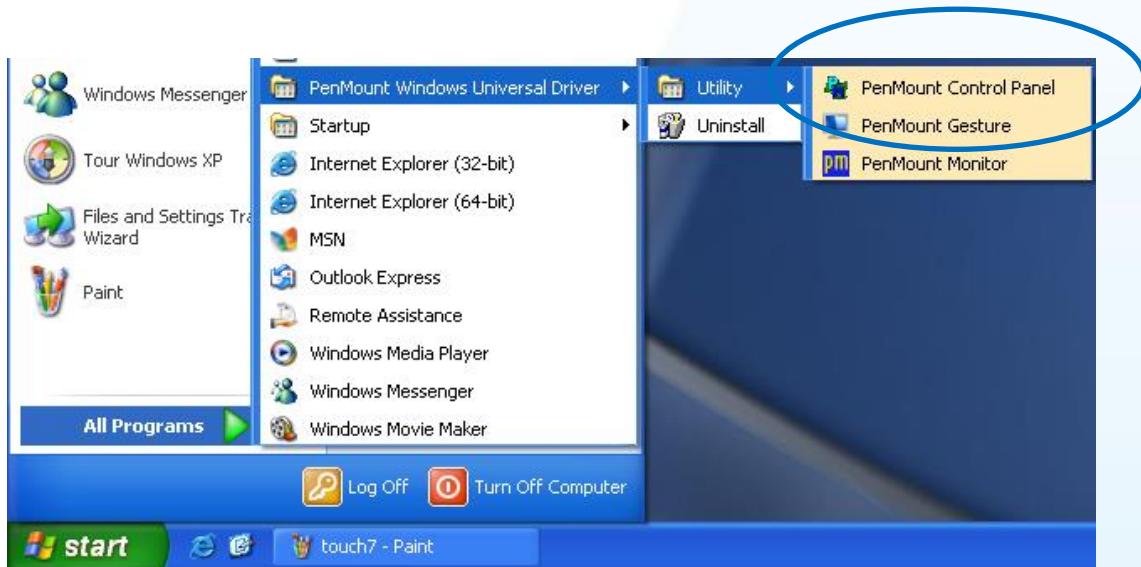 Windows Messenger
Tour Windows XP
Files and Settings Tra
Wizard
Paint
All Programs
PenMount Windows Universal Driver
Startup
Internet Explorer (32-bit)
Internet Explorer (64-bit)
MSN
Outlook Express
Remote Assistance
Windows Media Player
Windows Messenger
Windows Movie Maker
Utility
Uninstall
PenMount Control Panel
PenMount Gesture
pm PenMount Monitor
Log Off Turn Off Computer
start touch7 - Paint